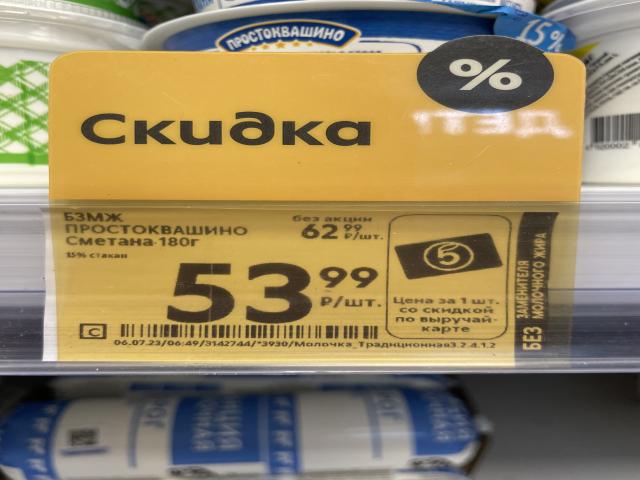 ПРОСТОКВАШИНО
15%
%
Скидка
БЗМЖ
ПРОСТОКВАШИНО
Сметана 180г
15% стакан
без акции
62 99 ₽/шт.
53 99 ₽/шт.
5
Цена за 1 шт.
со скидкой
по выручай-
карте
БЕЗ ЗАМЕНИТЕЛЯ
МОЛОЧНОГО ЖИРА
С
06.07.23/06:49/3142744/*3930/Молочка_Традиционная3.2.4.1.2